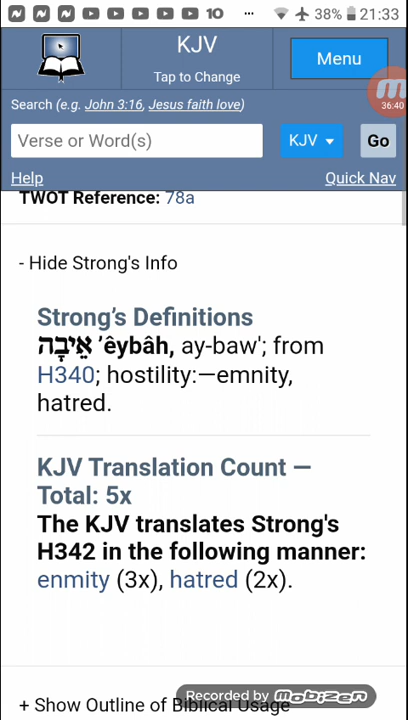 10 ... 38% 21:33
KJV
Tap to Change
Menu
36:40
Search (e.g. John 3:16, Jesus faith love)
Verse or Word(s)
KJV
Go
Help
Quick Nav
TWOT Reference: 78a
- Hide Strong's Info
Strong’s Definitions
אֵיבָה ʼêybâh, ay-baw'; from
H340; hostility:—emnity,
hatred.
KJV Translation Count —
Total: 5x
The KJV translates Strong's
H342 in the following manner:
enmity (3x), hatred (2x).
Recorded by mobizen
+ Show Outline of Biblical Usage